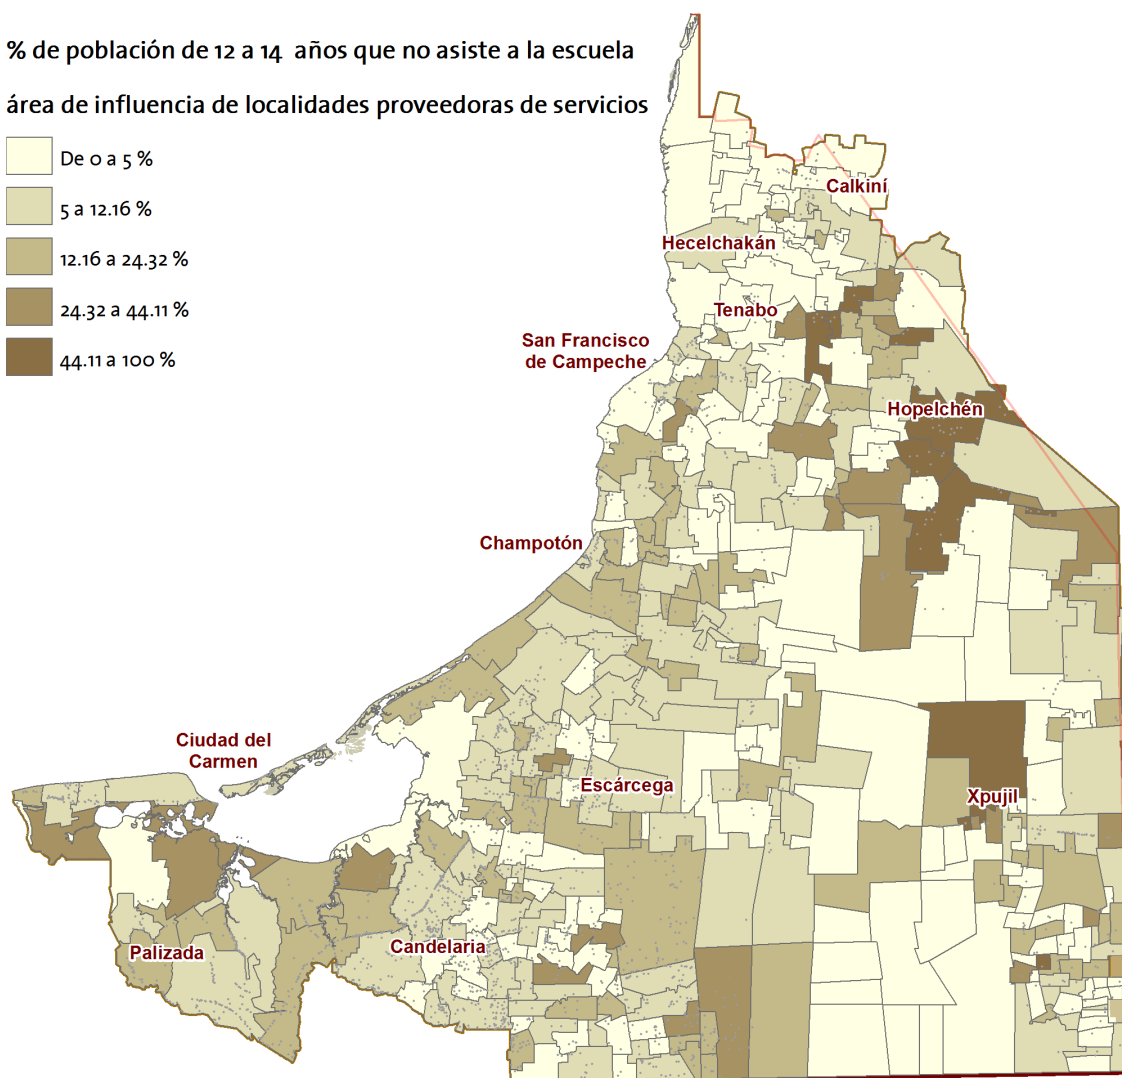 % de población de 12 a 14 años que no asiste a la escuela
área de influencia de localidades proveedoras de servicios
De 0 a 5 %
5 a 12.16 %
12.16 a 24.32 %
24.32 a 44.11 %
44.11 a 100 %
Calkiní
Hecelchakán
Tenabo
San Francisco
de Campeche
Hopelchén
Champotón
Ciudad del
Carmen
Escárcega
Xpujil
Candelaria
Palizada